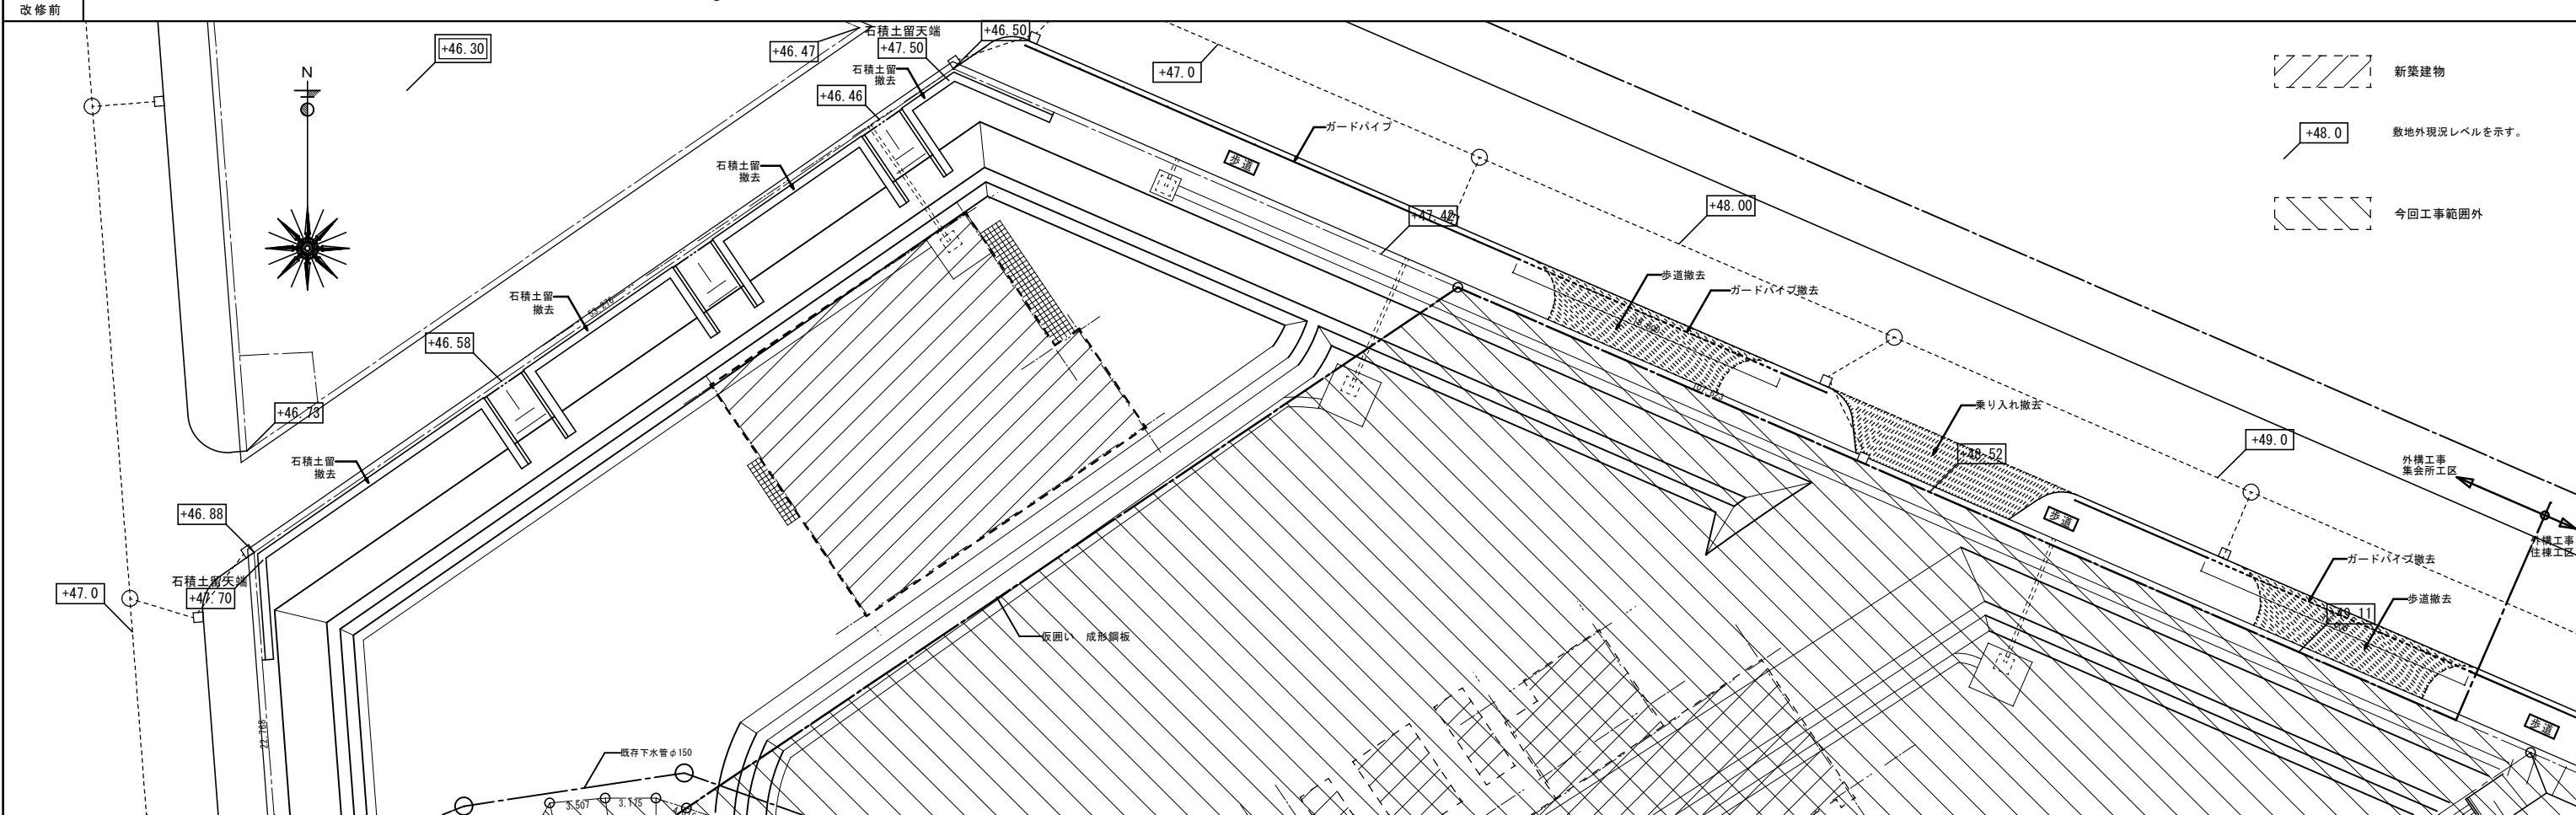 改修前
+46.30
N
+46.47
石積土留天端
+47.50
+46.50
石積土留
撤去
+46.46
+47.0
ガードパイプ
歩道
新築建物
+48.0
敷地外現況レベルを示す。
今回工事範囲外
石積土留
撤去
+47.42
+48.00
歩道撤去
ガードパイプ撤去
石積土留
撤去
+46.58
+46.73
乗り入れ撤去
+48.52
+49.0
外構工事
集会所工区
外構工事
住棟工区
石積土留
撤去
+46.88
歩道
ガードパイプ撤去
石積土留天端
+47.70
+47.0
歩道撤去
+49.11
仮囲い 成形鋼板
歩道
22.768
既存下水管φ150
3.507
3.175